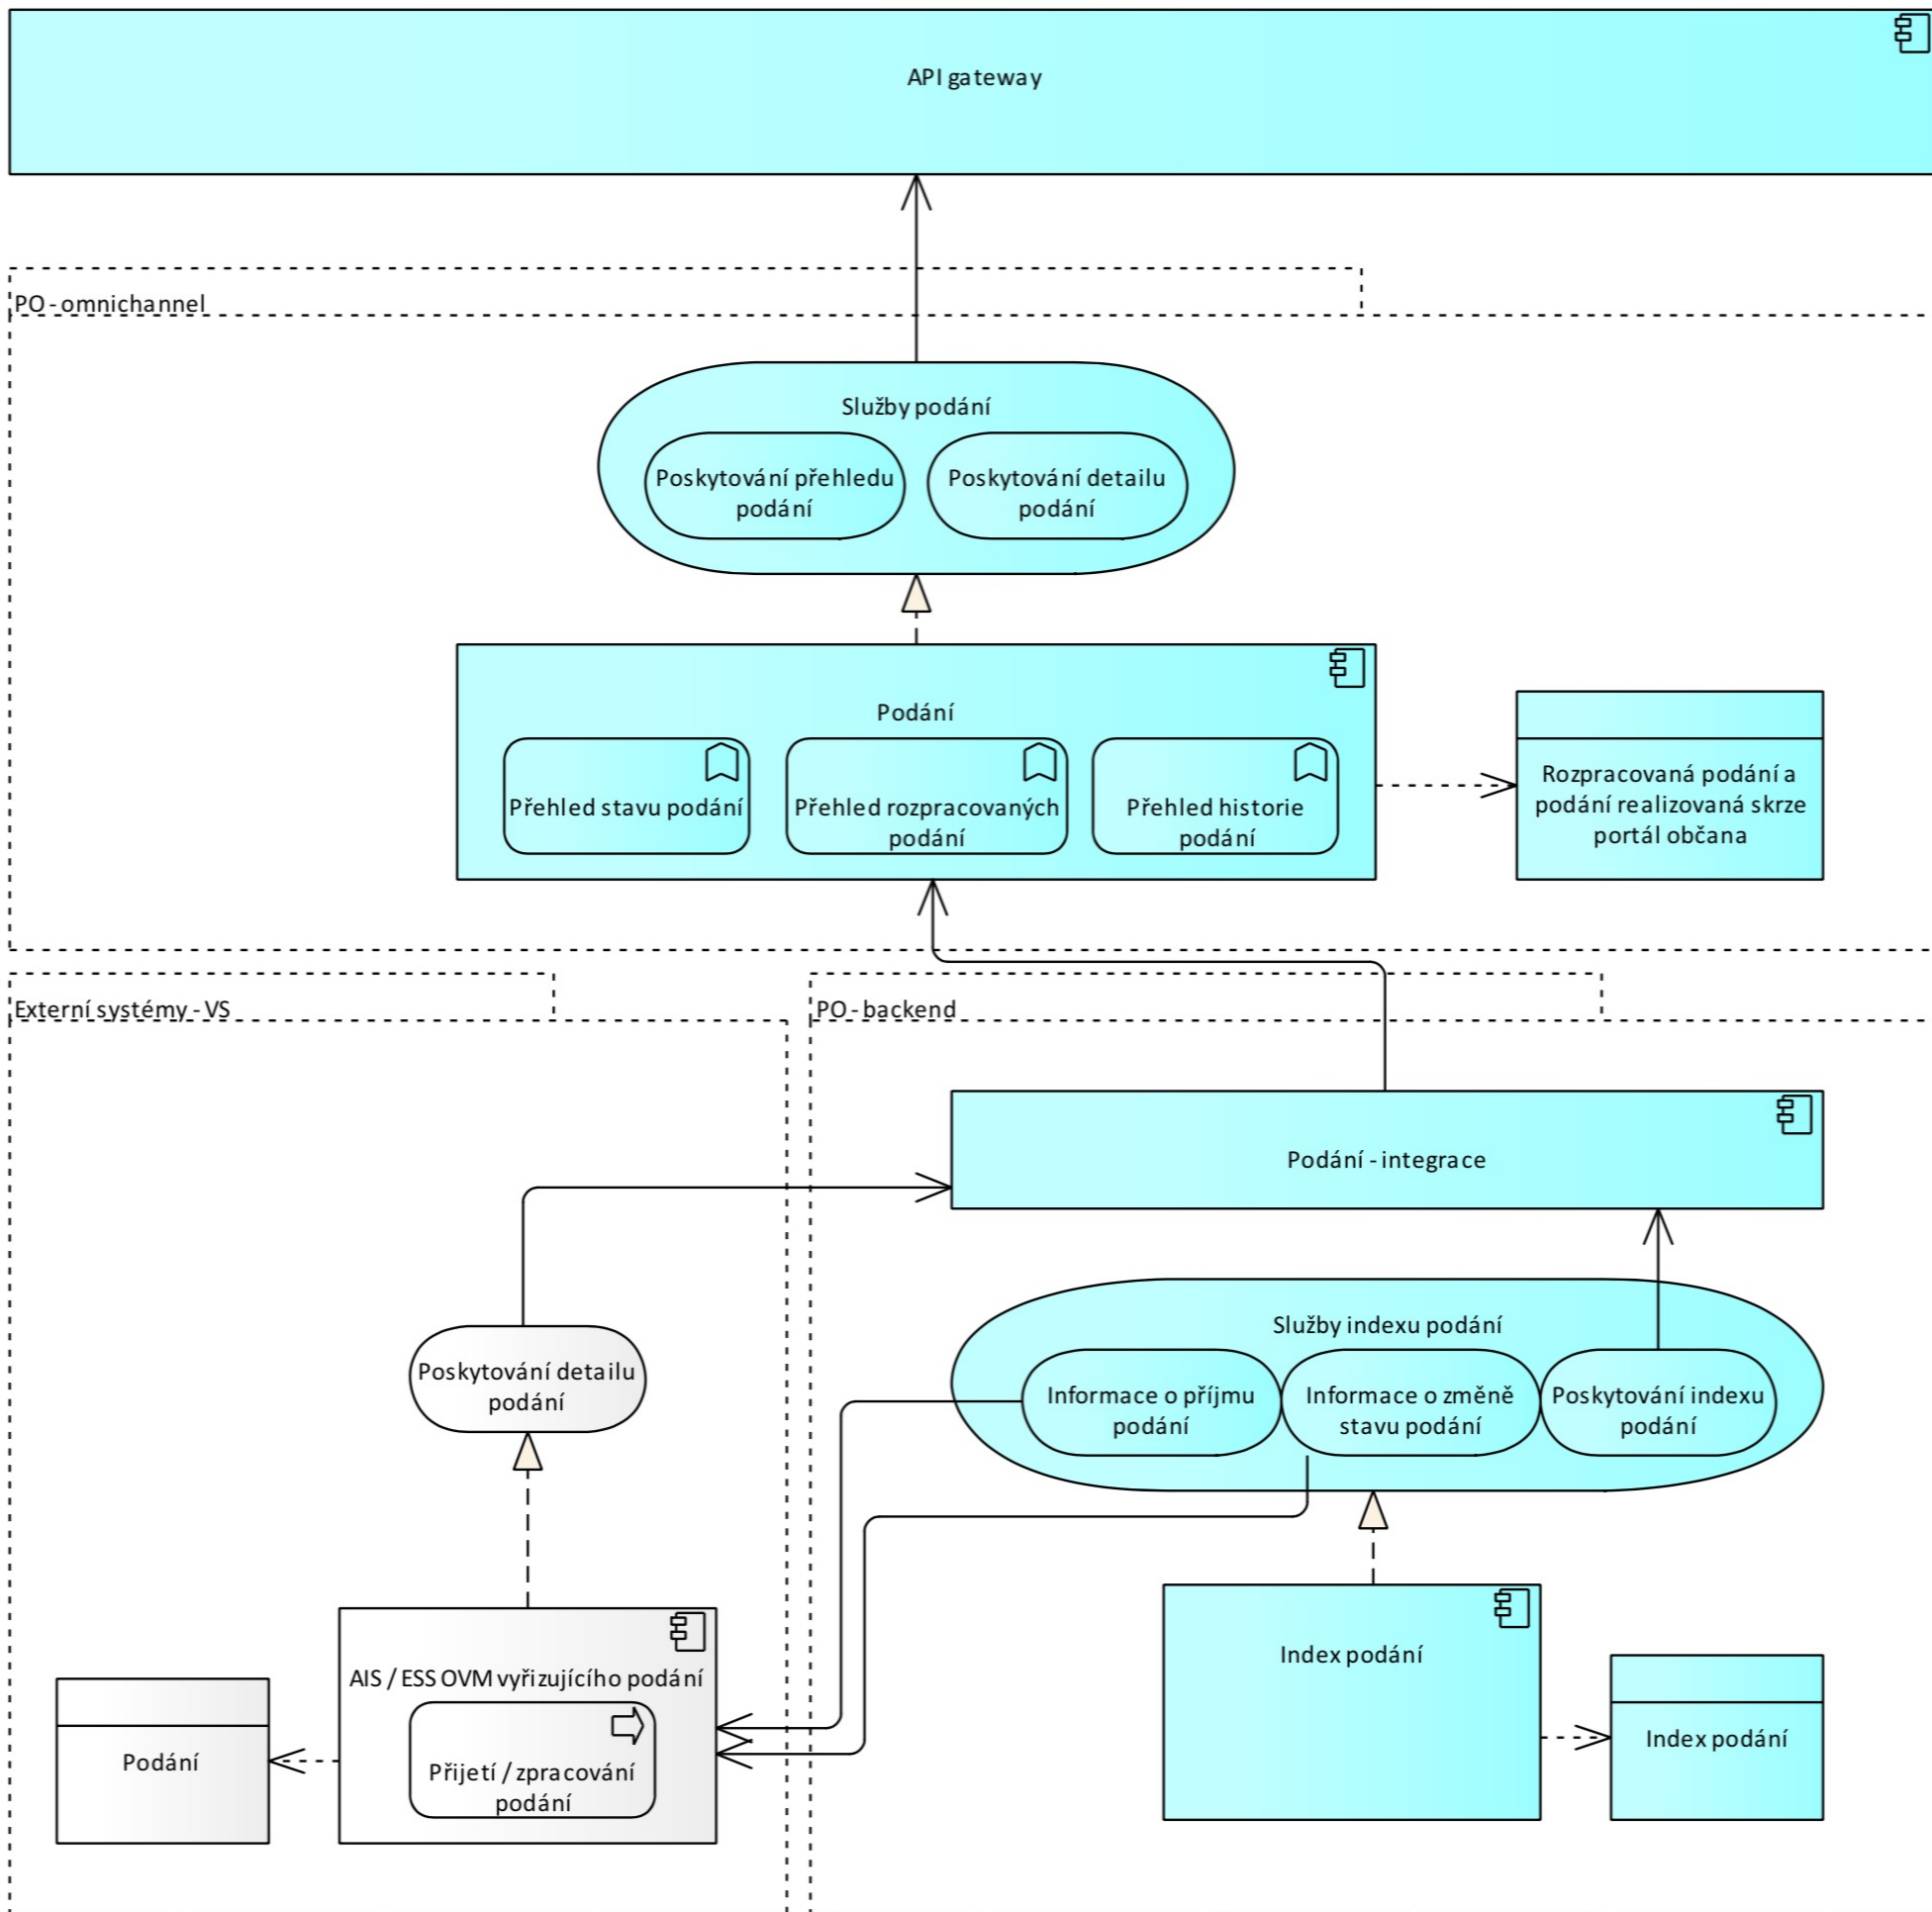 API gateway
PO - omnichannel
Služby podání
Poskytování přehledu
podání
Poskytování detailu
podání
Podání
Přehled stavu podání
Přehled rozpracovaných
podání
Přehled historie
podání
Rozpracovaná podání a
podání realizovaná skrze
portál občana
Externí systémy - VS
PO - backend
Podání - integrace
Poskytování detailu
podání
Služby indexu podání
Informace o příjmu
podání
Informace o změně
stavu podání
Poskytování indexu
podání
AIS / ESS OVM vyřizujícího podání
Přijetí / zpracování
podání
Podání
Index podání
Index podání